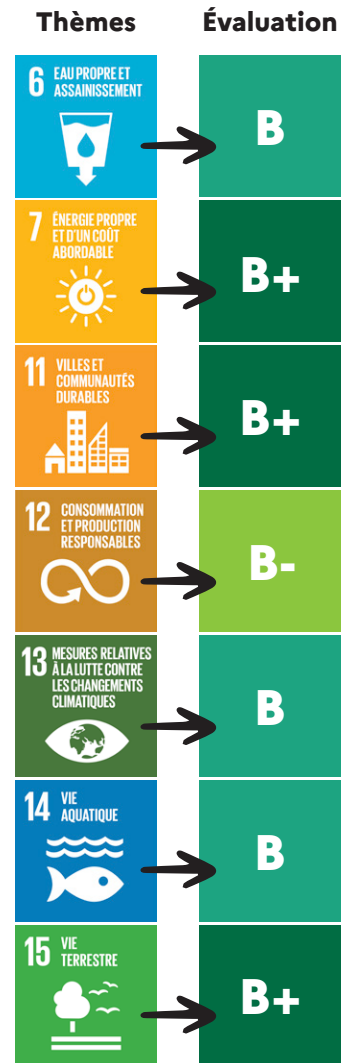 Thèmes Évaluation
6 EAU PROPRE ET
ASSAINISSEMENT
B
7 ÉNERGIE PROPRE
ET D'UN COÛT
ABORDABLE
B+
11 VILLES ET
COMMUNAUTÉS
DURABLES
B+
12 CONSOMMATION
ET PRODUCTION
RESPONSABLES
B-
13 MESURES RELATIVES
À LA LUTTE CONTRE
LES CHANGEMENTS
CLIMATIQUES
B
14 VIE
AQUATIQUE
B
15 VIE
TERRESTRE
B+